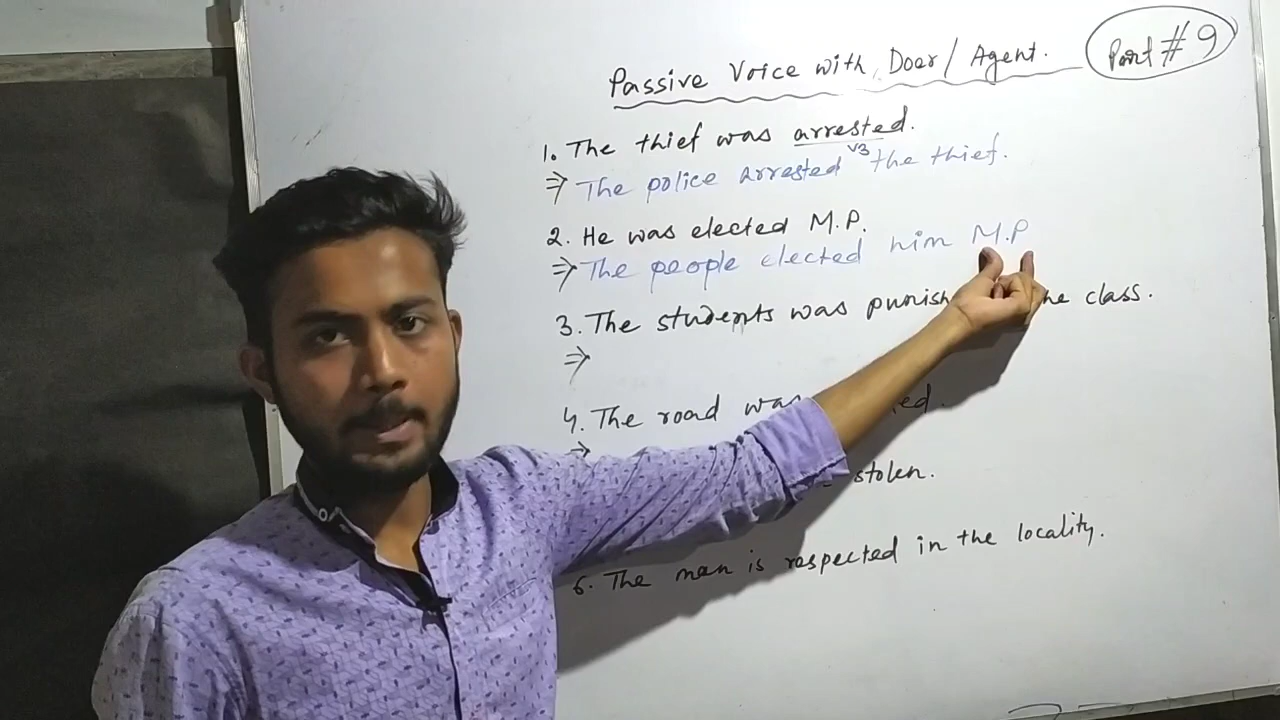 Passive Voice with Doer/Agent.
Part #9
1. The thief was arrested.
V3
⇒ The police arrested the thief.
2. He was elected M.P.
⇒ The people elected him M.P
3. The students was punish he class.
⇒
4. The road was ed.
⇒
stolen.
6. The man is respected in the locality.